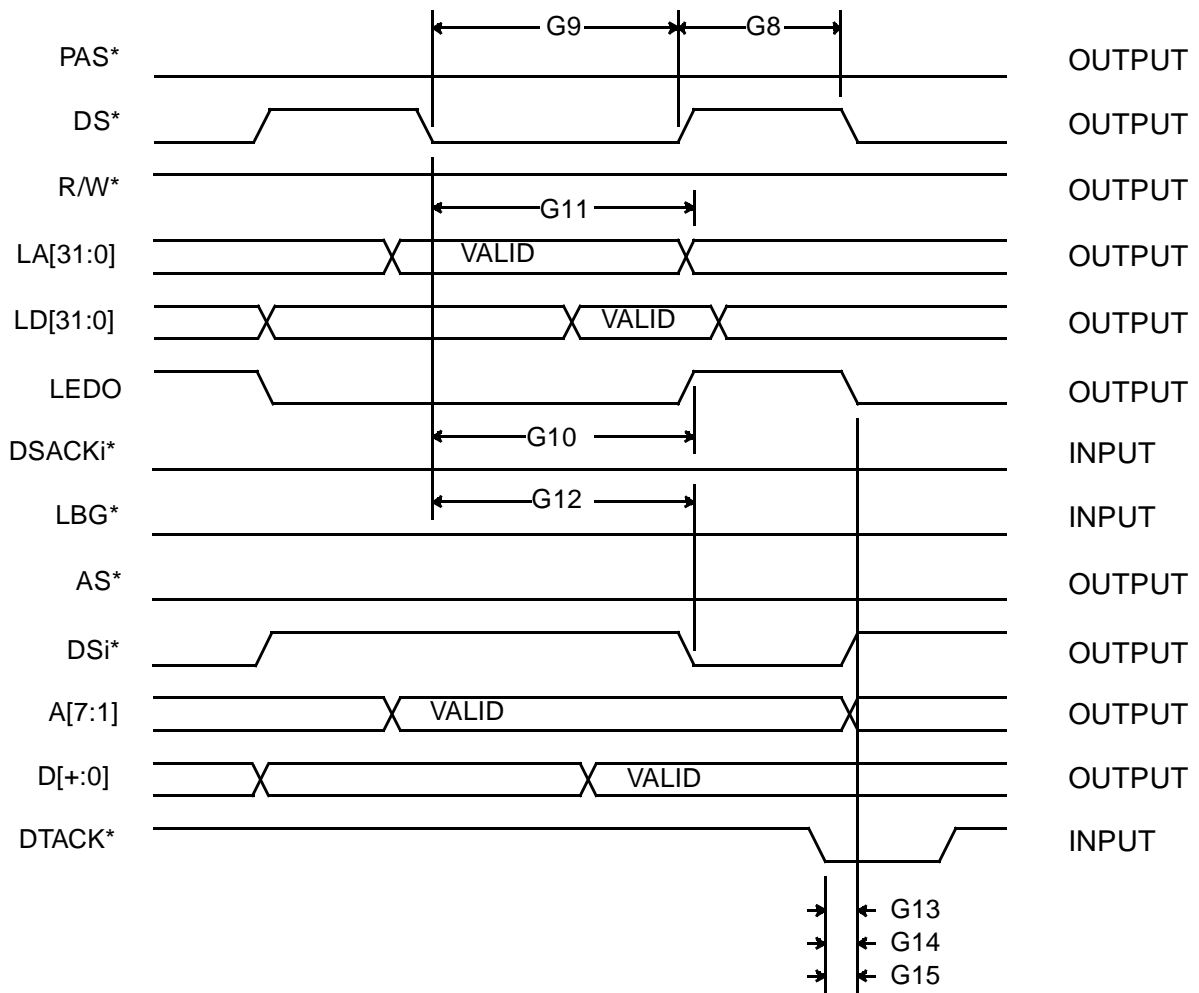 G9 G8
PAS* OUTPUT
DS* OUTPUT
R/W* OUTPUT
G11
LA[31:0] VALID OUTPUT
LD[31:0] VALID OUTPUT
LEDO OUTPUT
G10
DSACKi* INPUT
G12
LBG* INPUT
AS* OUTPUT
DSi* OUTPUT
A[7:1] VALID OUTPUT
D[+:0] VALID OUTPUT
DTACK* INPUT
G13
G14
G15